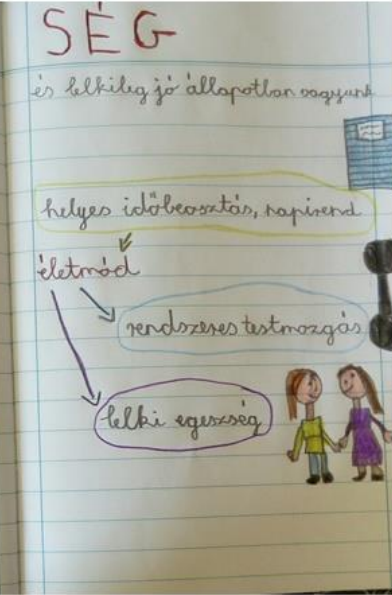 SÉG
és lelkileg jó állapotban vagyunk
helyes időbeosztás, napirend
életmód
rendszeres testmozgás
lelki egészség